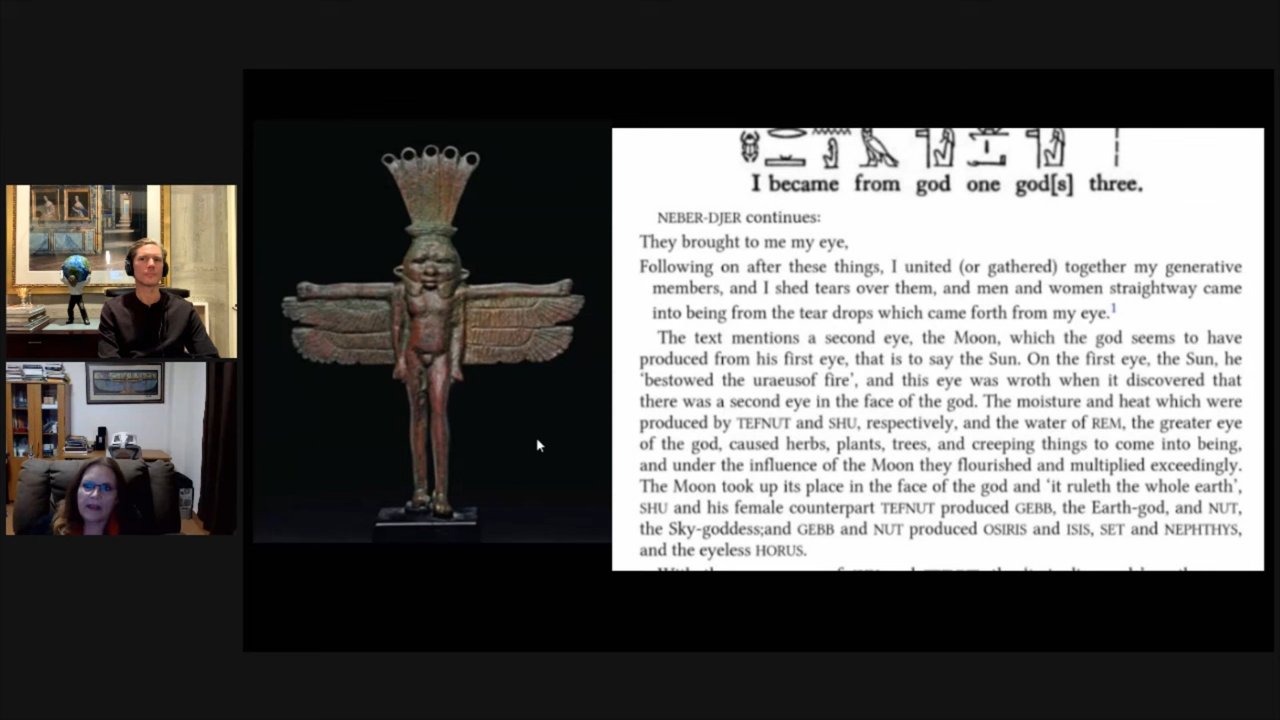 I became from god one god[s] three.
NEBER-DJER continues:
They brought to me my eye,
Following on after these things, I united (or gathered) together my generative
members, and I shed tears over them, and men and women straightway came
into being from the tear drops which came forth from my eye.1
The text mentions a second eye, the Moon, which the god seems to have
produced from his first eye, that is to say the Sun. On the first eye, the Sun, he
‘bestowed the uraeusof fire’, and this eye was wroth when it discovered that
there was a second eye in the face of the god. The moisture and heat which were
produced by TEFNUT and SHU, respectively, and the water of REM, the greater eye
of the god, caused herbs, plants, trees, and creeping things to come into being,
and under the influence of the Moon they flourished and multiplied exceedingly.
The Moon took up its place in the face of the god and ‘it ruleth the whole earth’,
SHU and his female counterpart TEFNUT produced GEBB, the Earth-god, and NUT,
the Sky-goddess;and GEBB and NUT produced OSIRIS and ISIS, SET and NEPHTHYS,
and the eyeless HORUS.